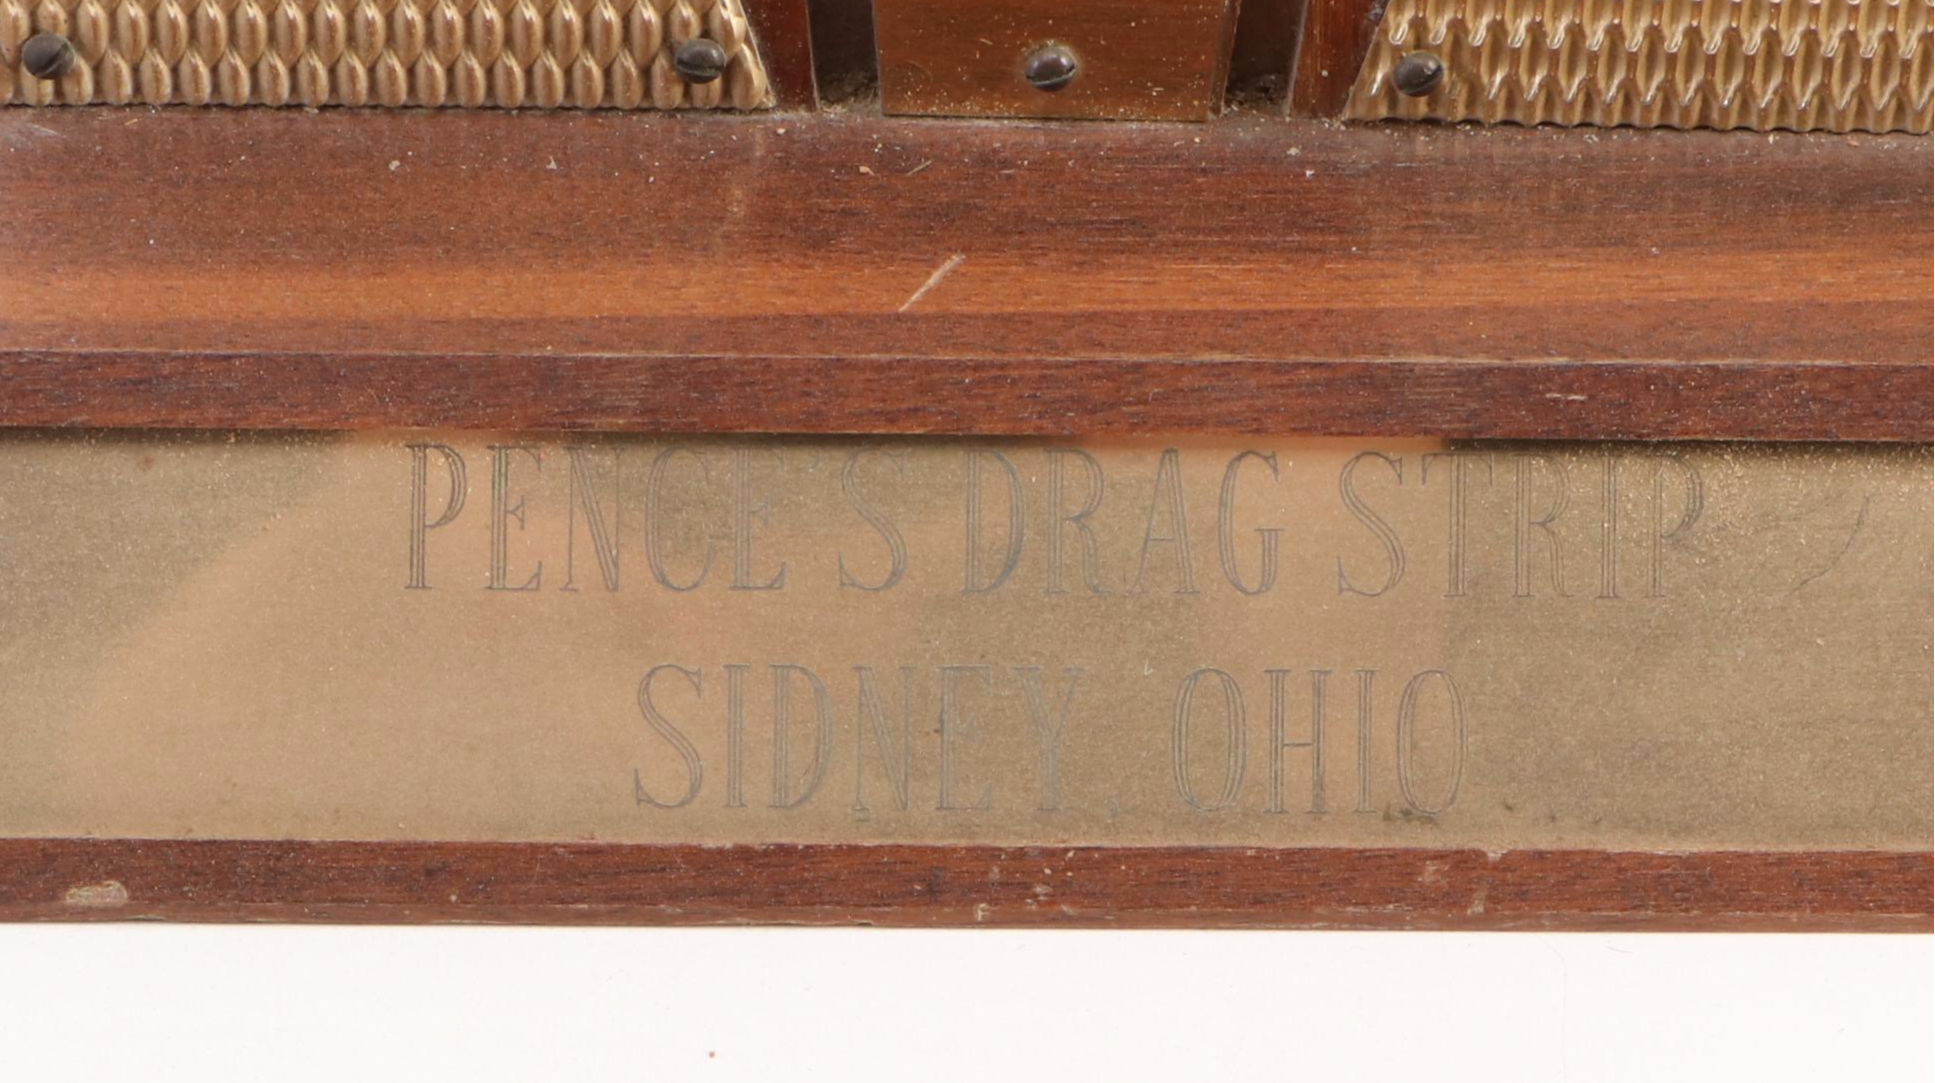 PENCE'S DRAG STRIP
SIDNEY, OHIO